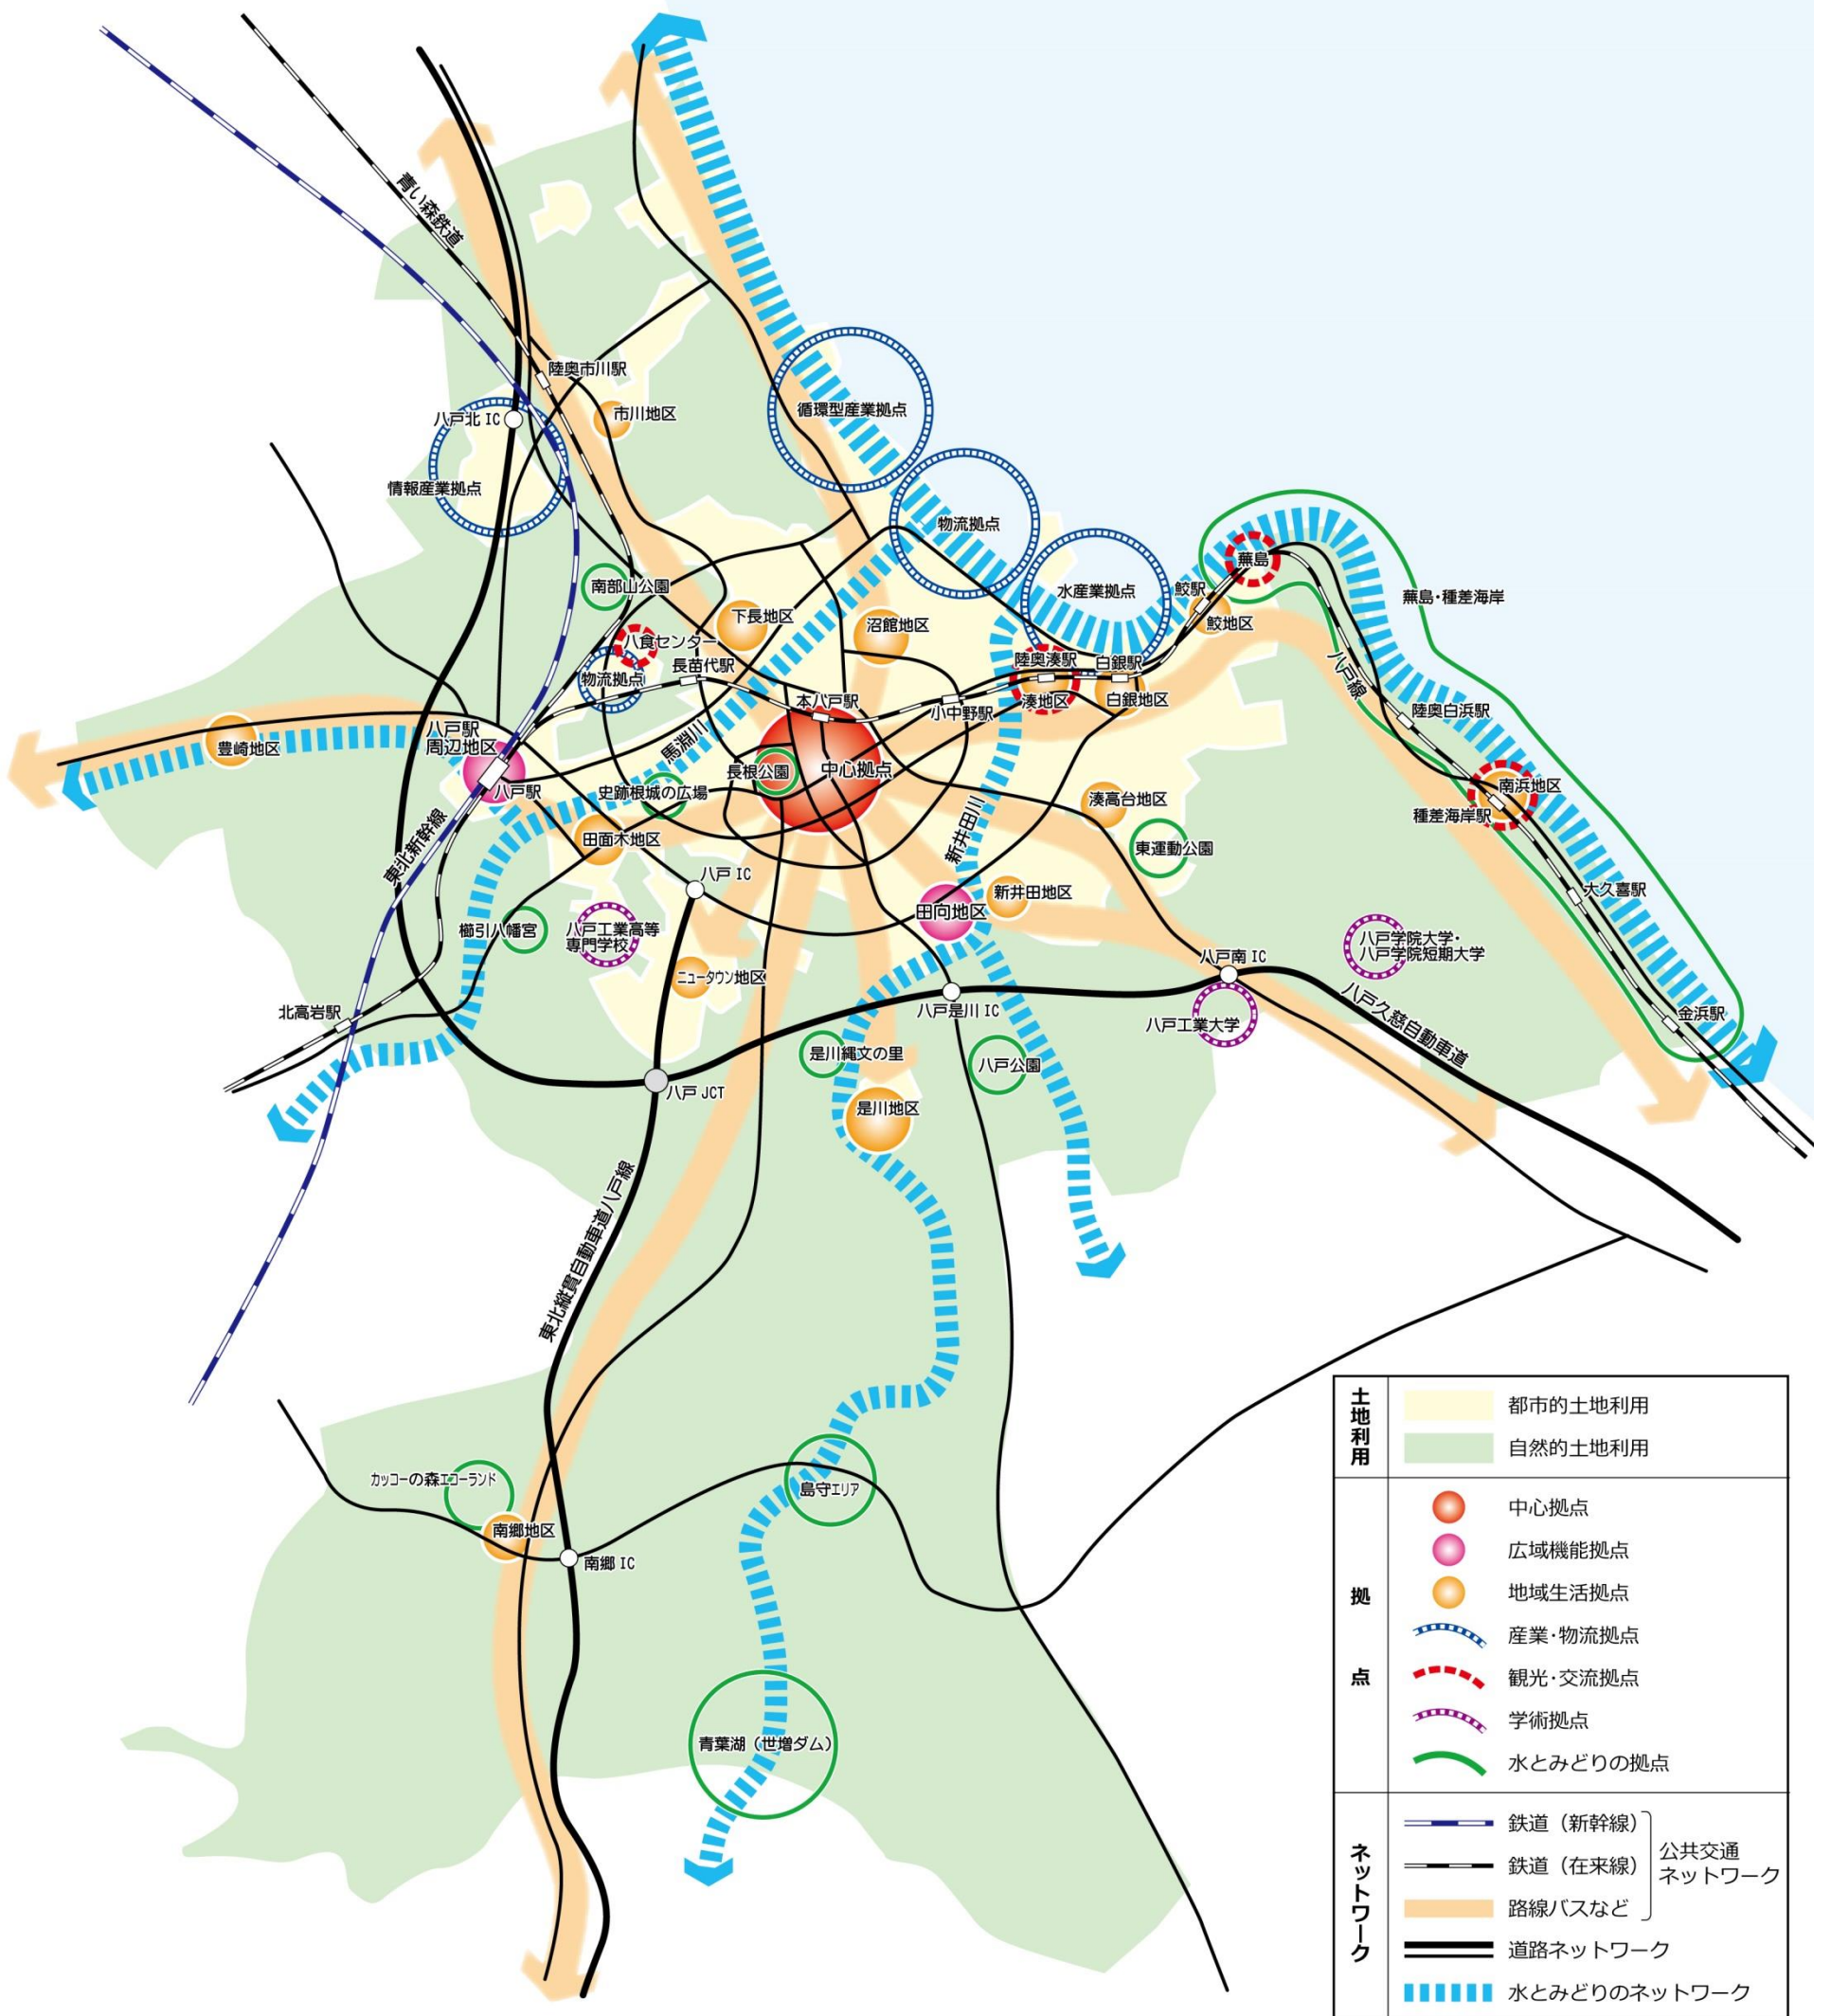 青い森鉄道
陸奥市川駅
八戸北 IC
市川地区
循環型産業拠点
情報産業拠点
物流拠点
水産業拠点
蕪島
鮫駅
鮫地区
蕪島・種差海岸
南部山公園
下長地区
沼館地区
八食センター
長苗代駅
物流拠点
陸奥湊駅
白銀駅
湊地区
白銀地区
八戸線
陸奥白浜駅
本八戸駅
小中野駅
豊崎地区
八戸駅
周辺地区
八戸駅
馬淵川
長根公園
中心拠点
史跡根城の広場
田面木地区
新井田川
湊高台地区
東運動公園
南浜地区
種差海岸駅
東北新幹線
八戸 IC
田向地区
新井田地区
大久喜駅
櫛引八幡宮
八戸工業高等
専門学校
ニュータウン地区
八戸学院大学・
八戸学院短期大学
八戸南 IC
北高岩駅
八戸是川 IC
八戸工業大学
八戸久慈自動車道
金浜駅
是川縄文の里
八戸公園
八戸 JCT
是川地区
東北縦貫自動車道八戸線
カッコーの森エコーランド
島守エリア
南郷地区
南郷 IC
青葉湖（世増ダム）
土地利用
都市的土地利用
自然的土地利用
拠点
中心拠点
広域機能拠点
地域生活拠点
産業・物流拠点
観光・交流拠点
学術拠点
水とみどりの拠点
ネットワーク
鉄道（新幹線）
鉄道（在来線）
路線バスなど
公共交通
ネットワーク
道路ネットワーク
水とみどりのネットワーク